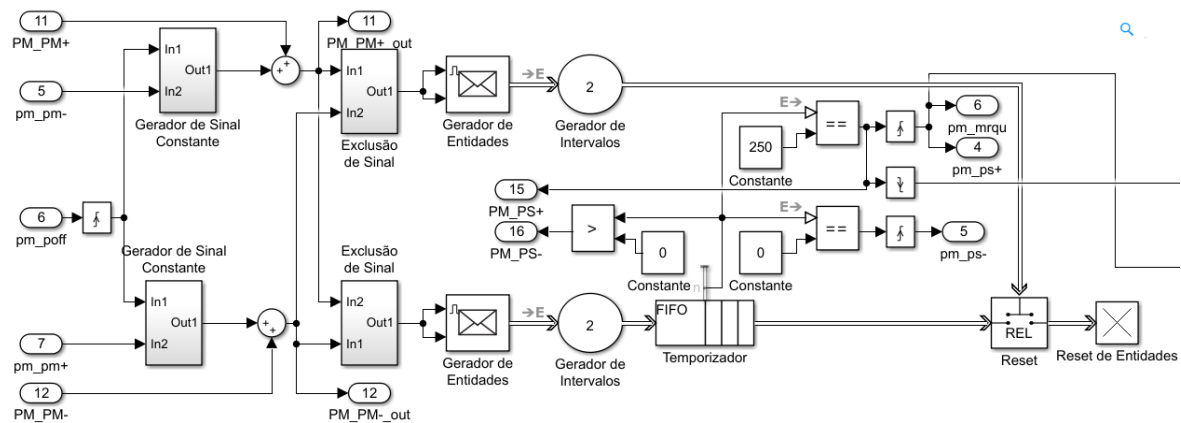 11
PM_PM+
5
pm_pm-
In1
In2
Out1
Gerador de Sinal
Constante
++
11
PM_PM+_out
In1
In2
Out1
Exclusão
de Sinal
→E
Gerador de
Entidades
2
Gerador de
Intervalos
E→
==
250
Constante
6
pm_mrqu
4
pm_ps+
15
PM_PS+
16
PM_PS-
>
0
Constante
E→
==
0
Constante
5
pm_ps-
6
pm_poff
Gerador de Sinal
Constante
In1
In2
Out1
++
7
pm_pm+
12
PM_PM-
Exclusão
de Sinal
In2
In1
Out1
12
PM_PM-_out
→E
Gerador de
Entidades
2
Gerador de
Intervalos
n
FIFO
Temporizador
REL
Reset
Reset de Entidades